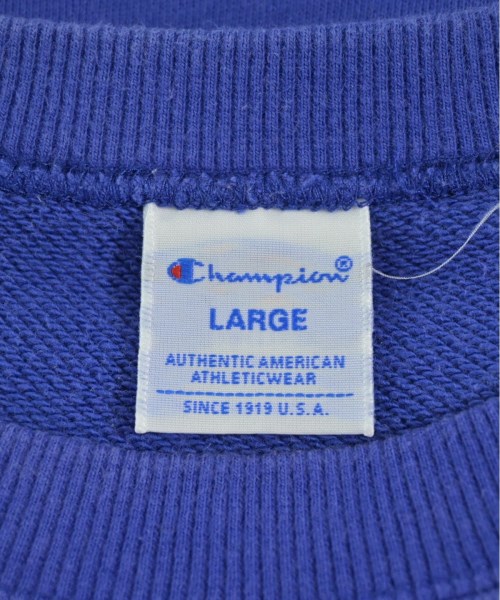 Champion®
LARGE
AUTHENTIC AMERICAN
ATHLETICWEAR
SINCE 1919 U.S.A.